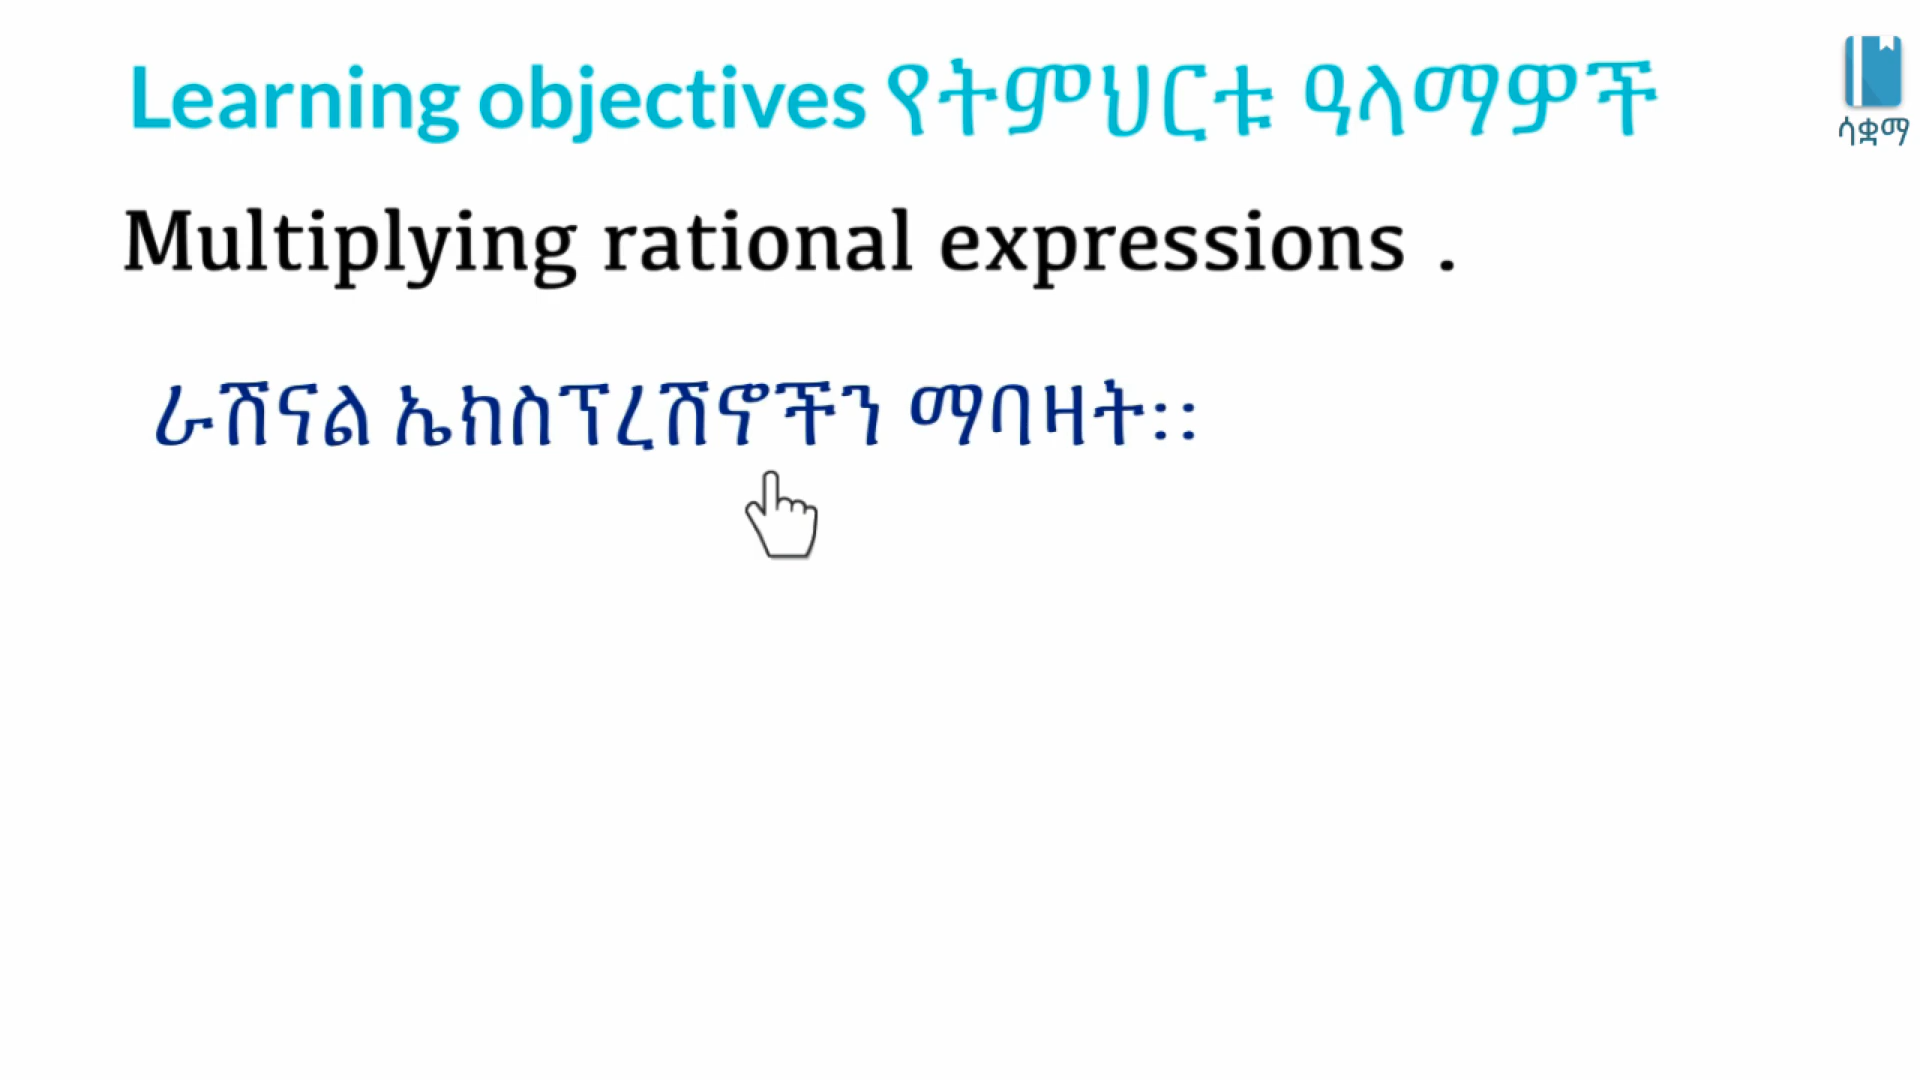 Learning objectives የትምህርቱ ዓላማዎች
ሳቋማ
Multiplying rational expressions .
ራሽናል ኤክስፕረሽኖችን ማባዛት፡፡